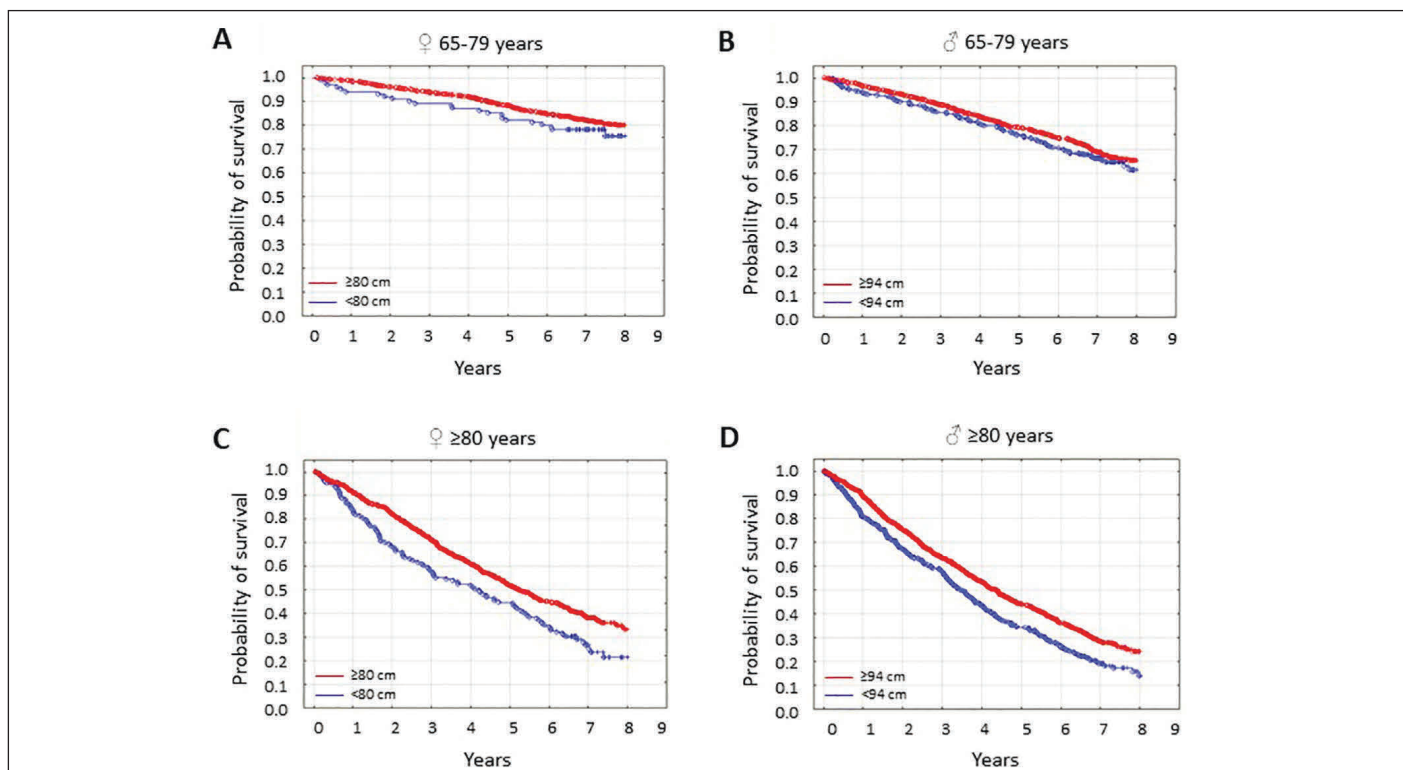 A
♀ 65-79 years
Probability of survival
1.0
0.9
0.8
0.7
0.6
0.5
0.4
0.3
0.2
0.1
0.0
≥80 cm
<80 cm
0 1 2 3 4 5 6 7 8 9
Years
B
♂ 65-79 years
Probability of survival
1.0
0.9
0.8
0.7
0.6
0.5
0.4
0.3
0.2
0.1
0.0
≥94 cm
<94 cm
0 1 2 3 4 5 6 7 8 9
Years
C
♀ ≥80 years
Probability of survival
1.0
0.9
0.8
0.7
0.6
0.5
0.4
0.3
0.2
0.1
0.0
≥80 cm
<80 cm
0 1 2 3 4 5 6 7 8 9
Years
D
♂ ≥80 years
Probability of survival
1.0
0.9
0.8
0.7
0.6
0.5
0.4
0.3
0.2
0.1
0.0
≥94 cm
<94 cm
0 1 2 3 4 5 6 7 8 9
Years